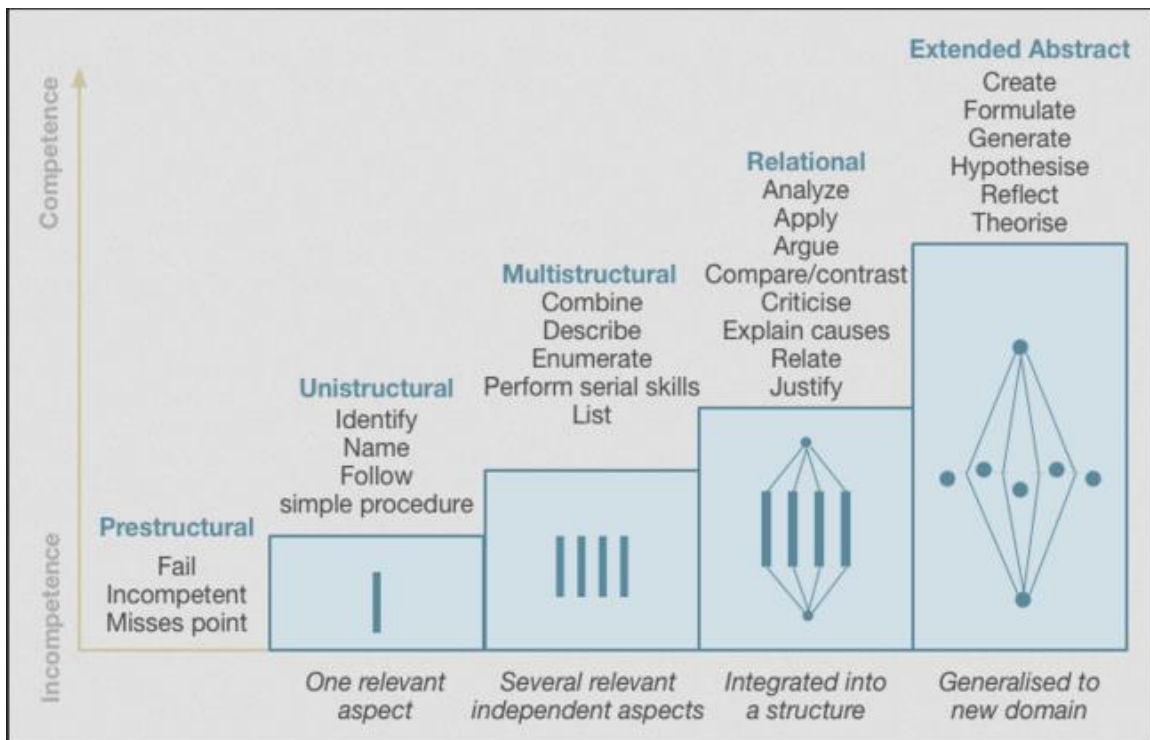 Competence
Incompetence
Prestructural
Fail
Incompetent
Misses point
Unistructural
Identify
Name
Follow
simple procedure
One relevant
aspect
Multistructural
Combine
Describe
Enumerate
Perform serial skills
List
Several relevant
independent aspects
Relational
Analyze
Apply
Argue
Compare/contrast
Criticise
Explain causes
Relate
Justify
Integrated into
a structure
Extended Abstract
Create
Formulate
Generate
Hypothesise
Reflect
Theorise
Generalised to
new domain